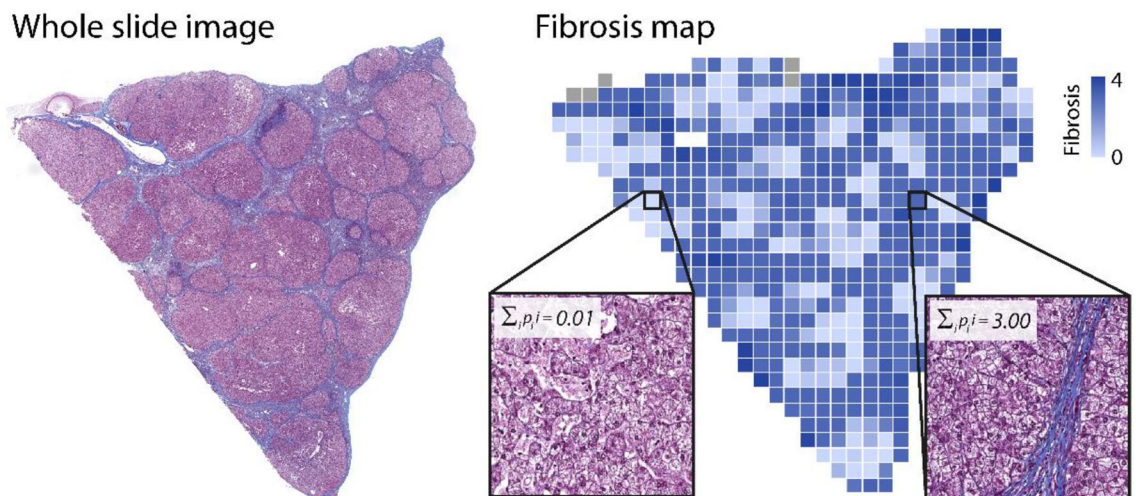 Whole slide image
Fibrosis map
Fibrosis
4
0
∑ᵢpᵢi = 0.01
∑ᵢpᵢi = 3.00